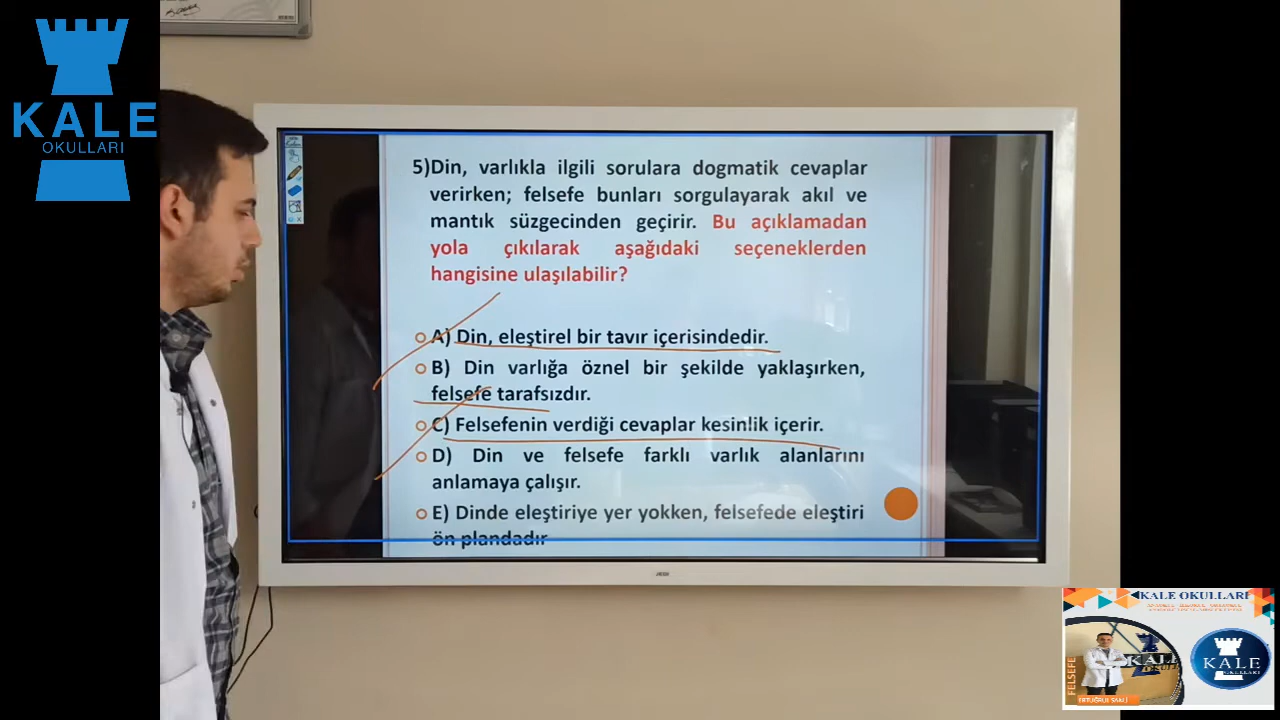 KALE
OKULLARI
5)Din, varlıkla ilgili sorulara dogmatik cevaplar
verirken; felsefe bunları sorgulayarak akıl ve
mantık süzgecinden geçirir. Bu açıklamadan
yola çıkılarak aşağıdaki seçeneklerden
hangisine ulaşılabilir?
A) Din, eleştirel bir tavır içerisindedir.
B) Din varlığa öznel bir şekilde yaklaşırken,
felsefe tarafsızdır.
C) Felsefenin verdiği cevaplar kesinlik içerir.
D) Din ve felsefe farklı varlık alanlarını
anlamaya çalışır.
E) Dinde eleştiriye yer yokken, felsefede eleştiri
ön plandadır
KALE OKULLARI
FELSEFE
KALE
KALE
OKULLARI